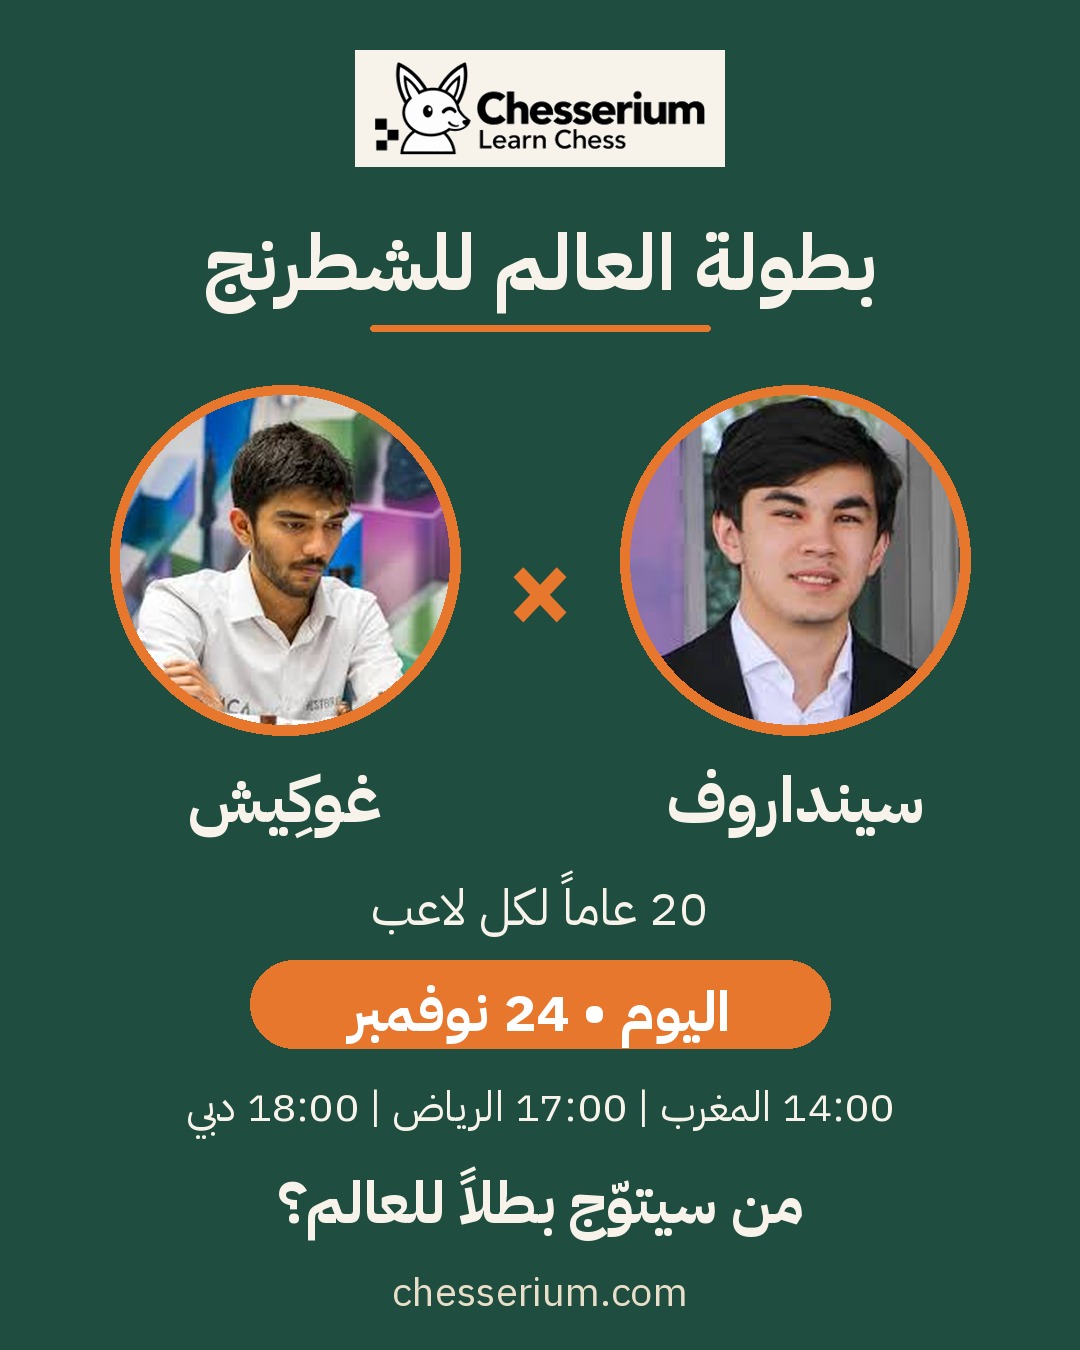 Chesserium
Learn Chess
بطولة العالم للشطرنج
×
سينداروف
غوكِيش
20 عاماً لكل لاعب
اليوم • 24 نوفمبر
14:00 المغرب | 17:00 الرياض | 18:00 دبي
من سيتوّج بطلاً للعالم؟
chesserium.com